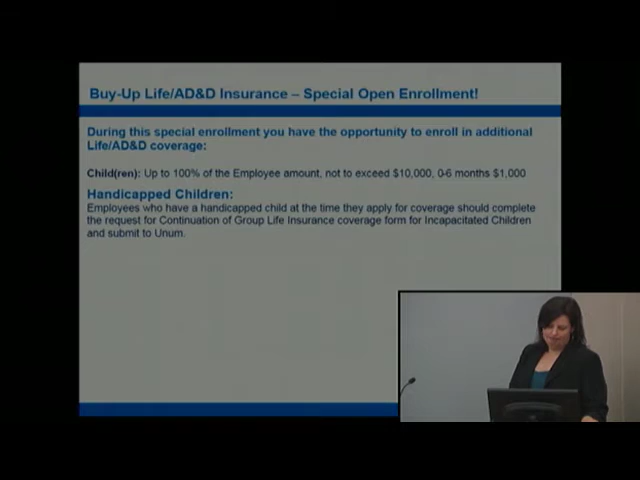 Buy-Up Life/AD&D Insurance – Special Open Enrollment!
During this special enrollment you have the opportunity to enroll in additional
Life/AD&D coverage:
Child(ren): Up to 100% of the Employee amount, not to exceed $10,000, 0-6 months $1,000
Handicapped Children:
Employees who have a handicapped child at the time they apply for coverage should complete
the request for Continuation of Group Life Insurance coverage form for Incapacitated Children
and submit to Unum.